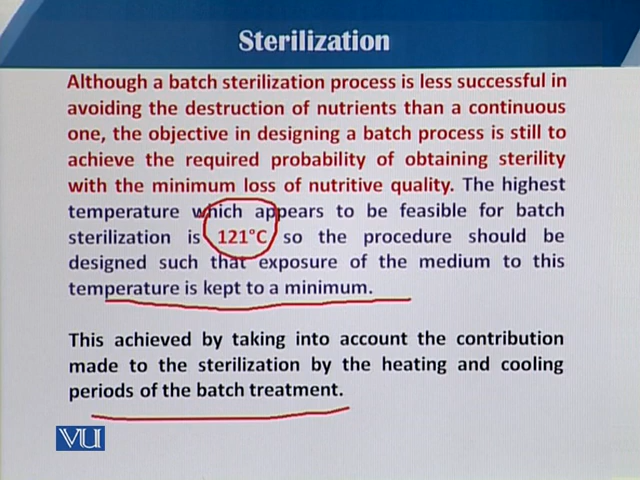 Sterilization
Although a batch sterilization process is less successful in
avoiding the destruction of nutrients than a continuous
one, the objective in designing a batch process is still to
achieve the required probability of obtaining sterility
with the minimum loss of nutritive quality. The highest
temperature which appears to be feasible for batch
sterilization is 121°C so the procedure should be
designed such that exposure of the medium to this
temperature is kept to a minimum.
This achieved by taking into account the contribution
made to the sterilization by the heating and cooling
periods of the batch treatment.
VU